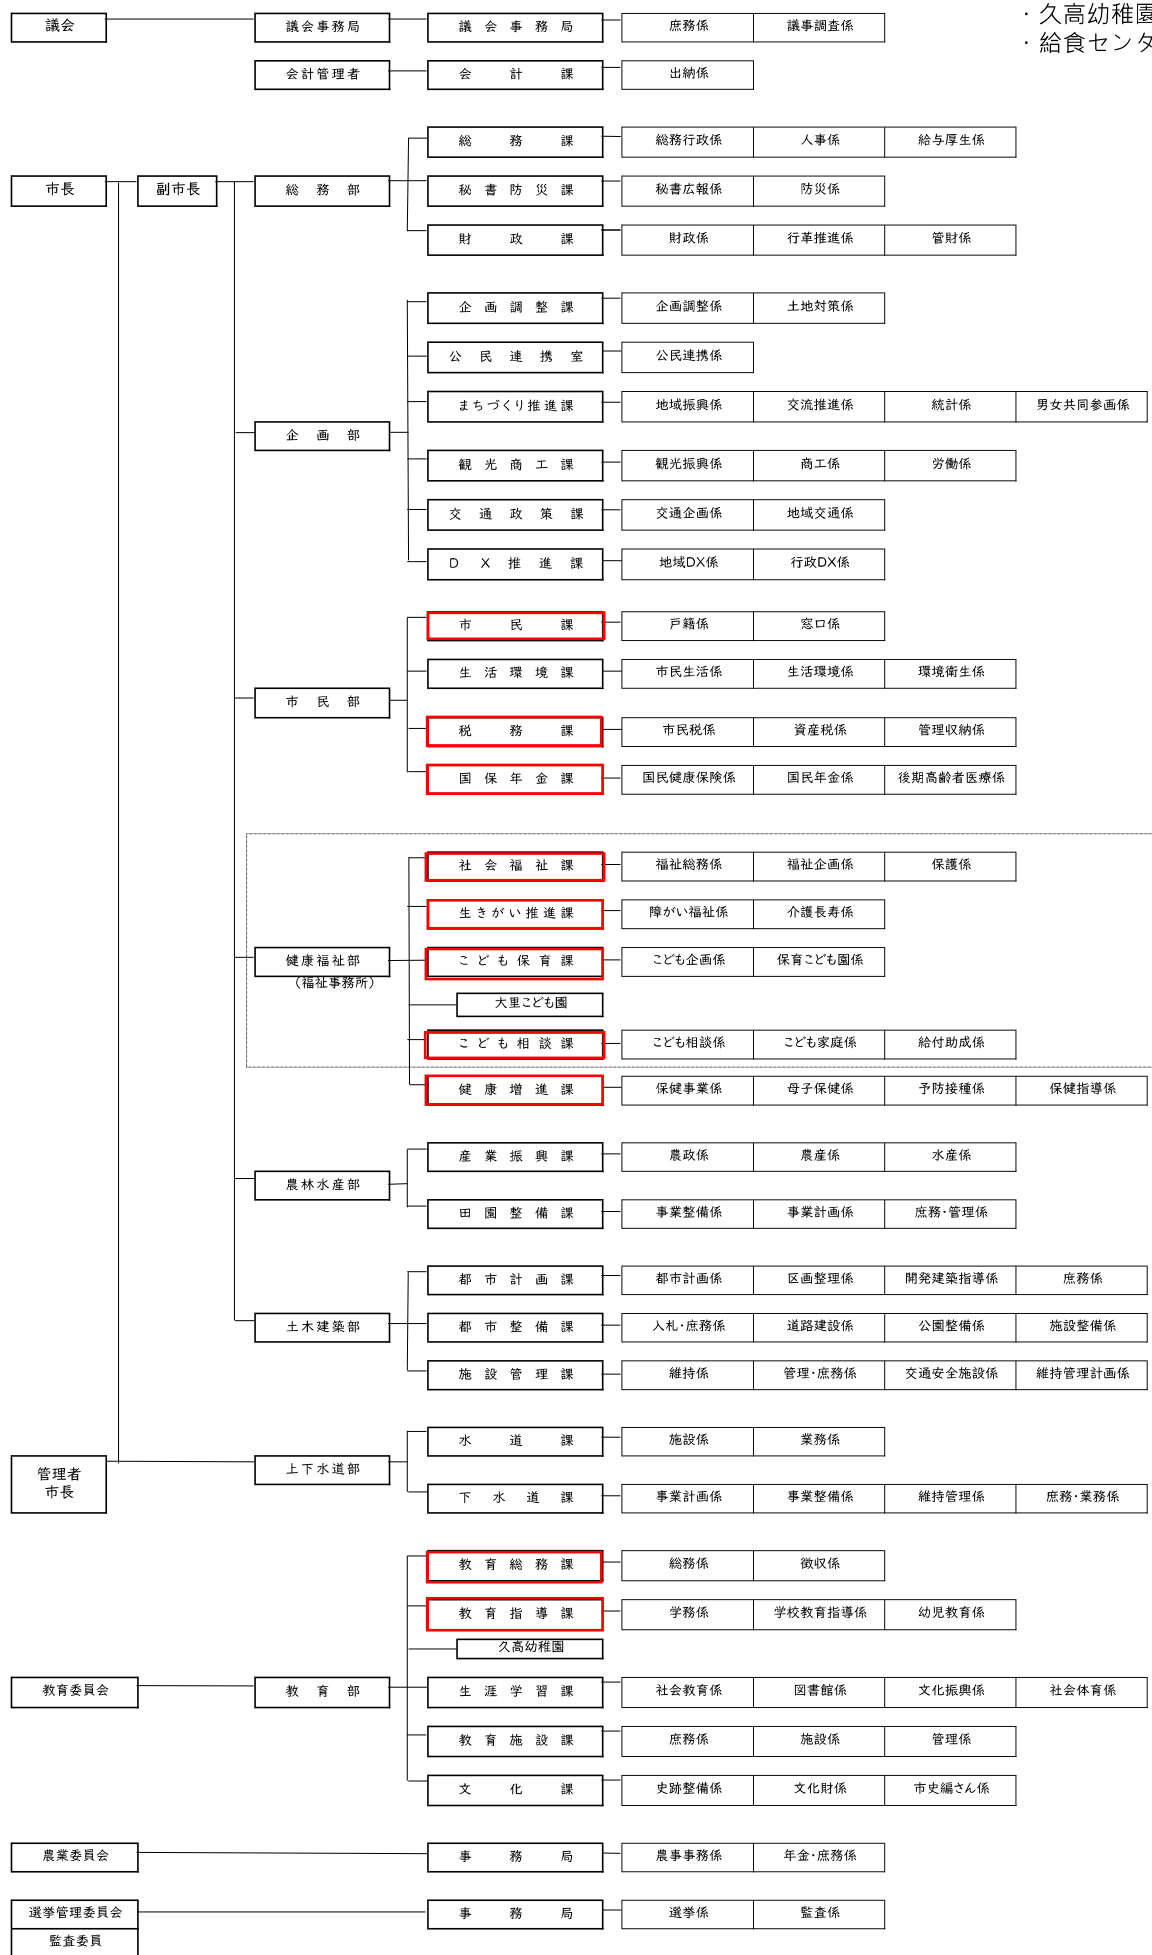 ・久高幼稚園
・給食センタ
議会 議会事務局 議会事務局 庶務係 議事調査係
会計管理者 会計課 出納係
総務課 総務行政係 人事係 給与厚生係
市長 副市長 総務部 秘書防災課 秘書広報係 防災係
財政課 財政係 行革推進係 管財係
企画調整課 企画調整係 土地対策係
公民連携室 公民連携係
まちづくり推進課 地域振興係 交流推進係 統計係 男女共同参画係
企画部
観光商工課 観光振興係 商工係 労働係
交通政策課 交通企画係 地域交通係
DX推進課 地域DX係 行政DX係
市民課 戸籍係 窓口係
生活環境課 市民生活係 生活環境係 環境衛生係
市民部
税務課 市民税係 資産税係 管理収納係
国保年金課 国民健康保険係 国民年金係 後期高齢者医療係
社会福祉課 福祉総務係 福祉企画係 保護係
生きがい推進課 障がい福祉係 介護長寿係
健康福祉部 こども保育課 こども企画係 保育こども園係
（福祉事務所）
大里こども園
こども相談課 こども相談係 こども家庭係 給付助成係
健康増進課 保健事業係 母子保健係 予防接種係 保健指導係
産業振興課 農政係 農産係 水産係
農林水産部
田園整備課 事業整備係 事業計画係 庶務・管理係
都市計画課 都市計画係 区画整理係 開発建築指導係 庶務係
土木建築部 都市整備課 入札・庶務係 道路建設係 公園整備係 施設整備係
施設管理課 維持係 管理・庶務係 交通安全施設係 維持管理計画係
水道課 施設係 業務係
管理者
市長
上下水道部
下水道課 事業計画係 事業整備係 維持管理係 庶務・業務係
教育総務課 総務係 徴収係
教育指導課 学務係 学校教育指導係 幼児教育係
久高幼稚園
教育委員会 教育部 生涯学習課 社会教育係 図書館係 文化振興係 社会体育係
教育施設課 庶務係 施設係 管理係
文化課 史跡整備係 文化財係 市史編さん係
農業委員会 事務局 農事事務係 年金・庶務係
選挙管理委員会 事務局 選挙係 監査係
監査委員